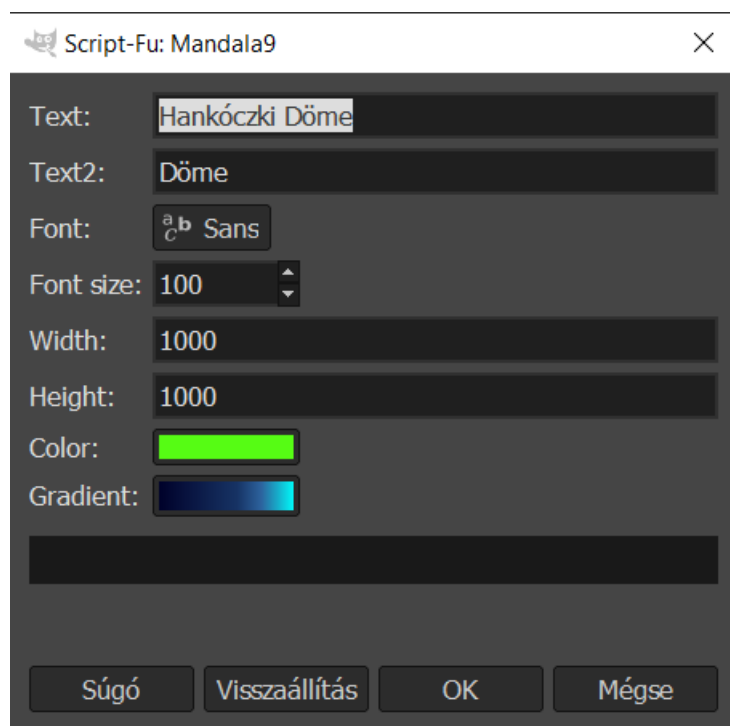 Script-Fu: Mandala9
Text: Hankóczki Döme
Text2: Döme
Font: abc Sans
Font size: 100
Width: 1000
Height: 1000
Color:
Gradient:
Súgó Visszaállítás OK Mégse